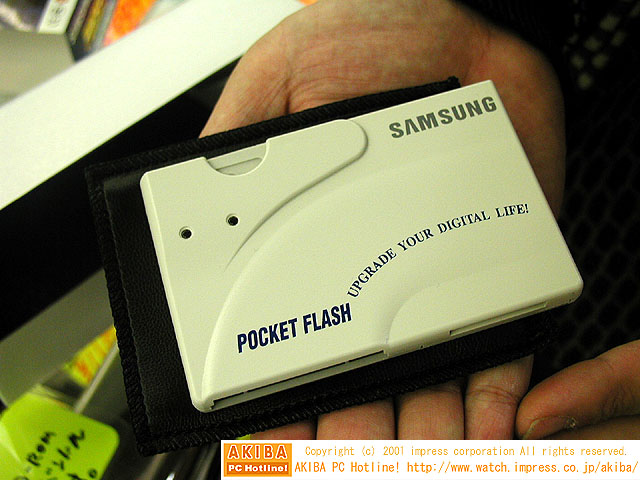 SAMSUNG
UPGRADE YOUR DIGITAL LIFE!
POCKET FLASH
AKIBA
PC Hotline!
Copyright (c) 2001 impress corporation All rights reserved.
AKIBA PC Hotline! http://www.watch.impress.co.jp/akiba/